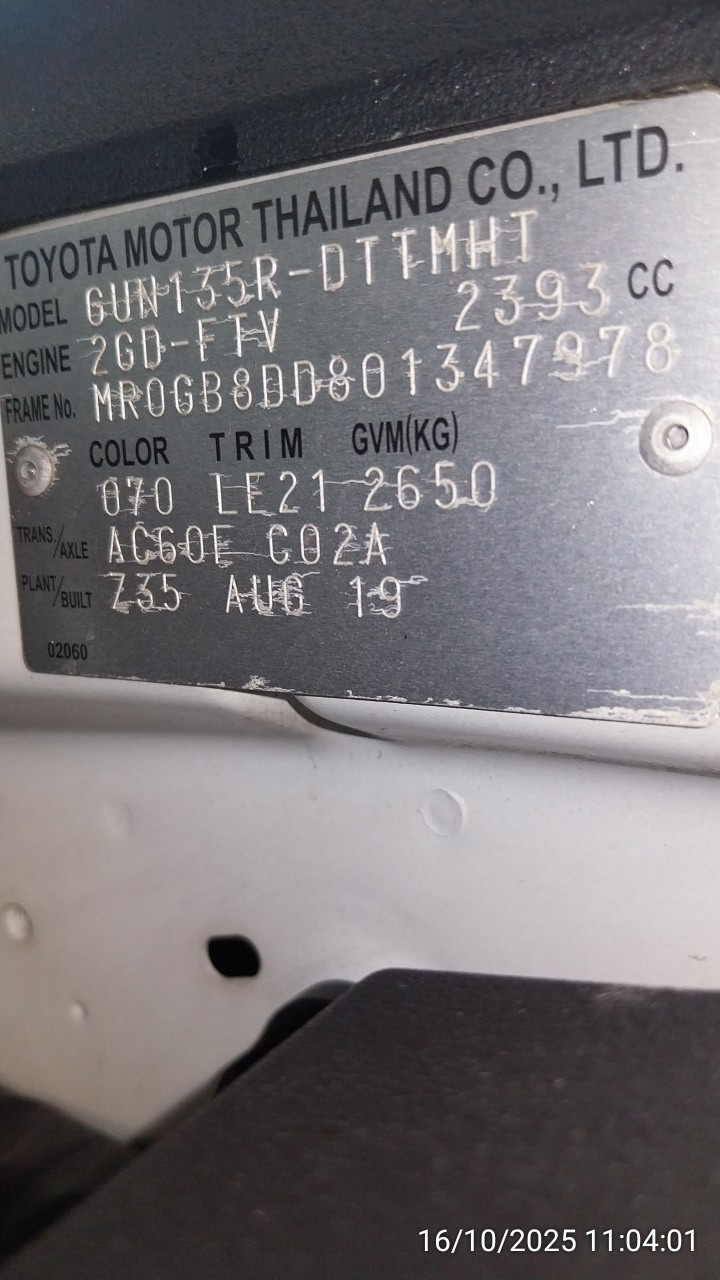 TOYOTA MOTOR THAILAND CO., LTD.
MODEL GUN135R-DTTMHT
ENGINE 2GD-FTV 2393 CC
FRAME No. MR0GB8DD801347978
COLOR TRIM GVM(KG)
070 LE21 2650
TRANS./AXLE AC60E C02A
PLANT/BUILT Z35 AUG 19
02060
16/10/2025 11:04:01